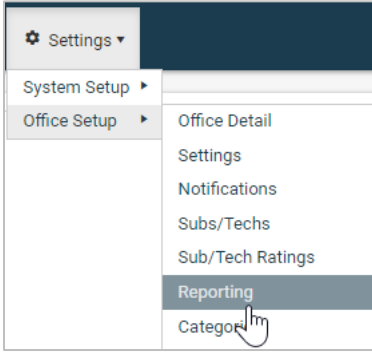 Settings
System Setup
Office Setup
Office Detail
Settings
Notifications
Subs/Techs
Sub/Tech Ratings
Reporting